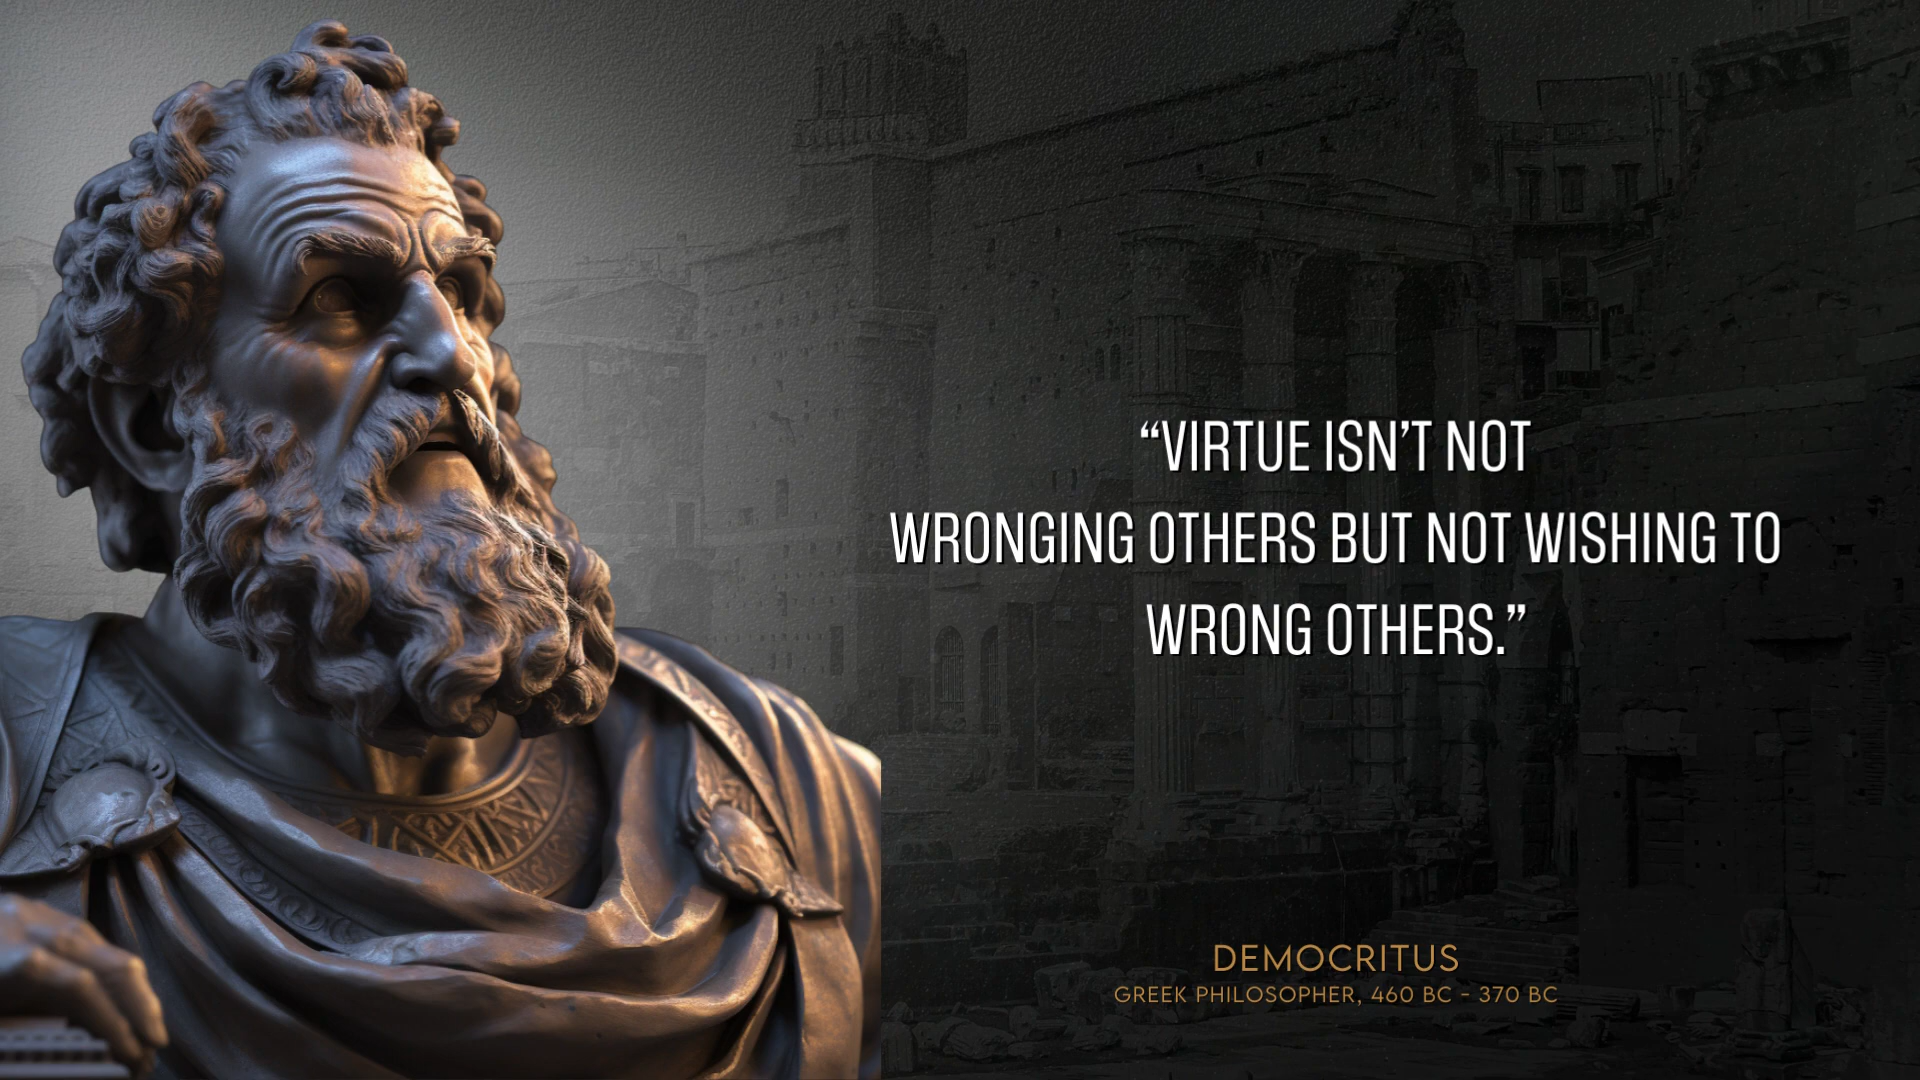 “VIRTUE ISN’T NOT
WRONGING OTHERS BUT NOT WISHING TO
WRONG OTHERS.”
DEMOCRITUS
GREEK PHILOSOPHER, 460 BC - 370 BC